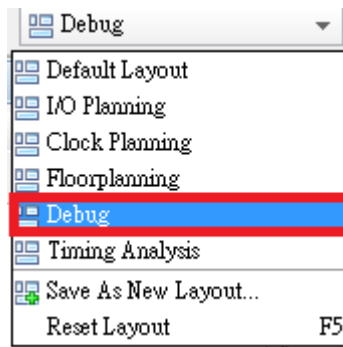 Debug
Default Layout
I/O Planning
Clock Planning
Floorplanning
Debug
Timing Analysis
Save As New Layout...
Reset Layout F5